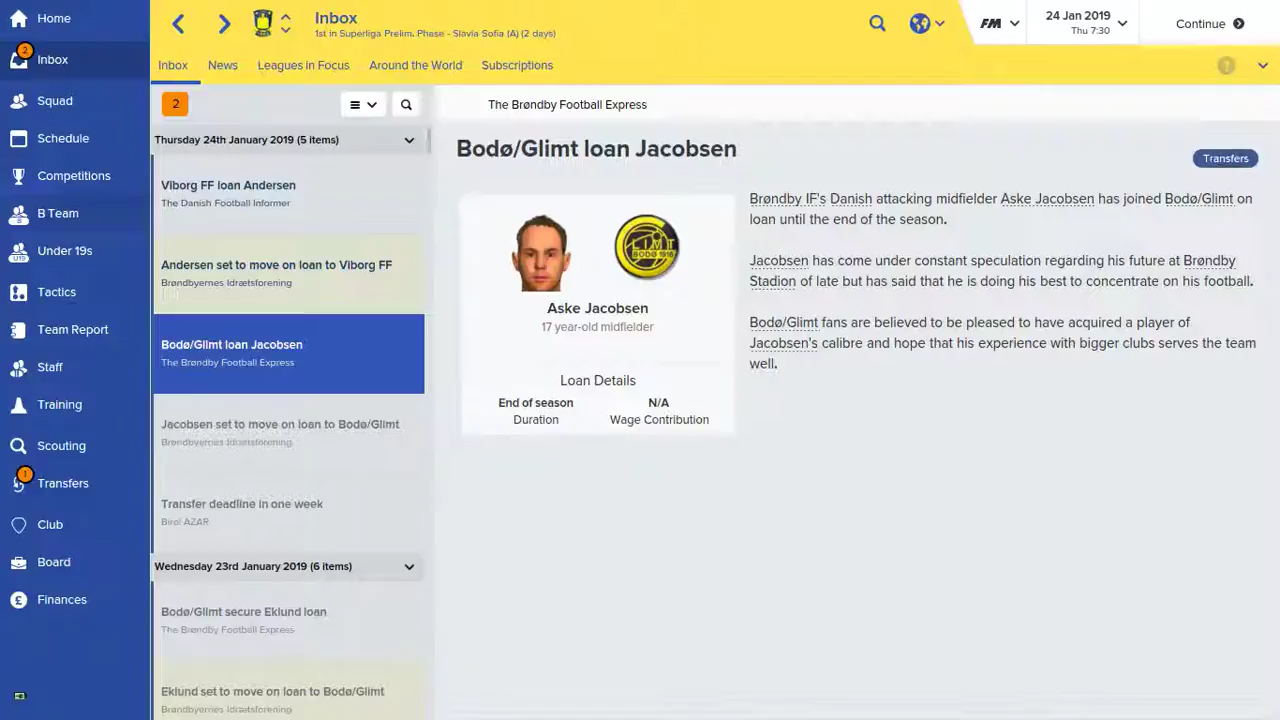 Home
2
Inbox
Squad
Schedule
Competitions
B Team
Under 19s
Tactics
Team Report
Staff
Training
Scouting
1
Transfers
Club
Board
Finances
Inbox
1st in Superliga Prelim. Phase - Slavia Sofia (A) (2 days)
FM
24 Jan 2019
Thu 7:30
Continue
Inbox
News
Leagues in Focus
Around the World
Subscriptions
?
2
Thursday 24th January 2019 (5 items)
Viborg FF loan Andersen
The Danish Football Informer
Andersen set to move on loan to Viborg FF
Brøndbyernes Idrætsforening
Bodø/Glimt loan Jacobsen
The Brøndby Football Express
Jacobsen set to move on loan to Bodø/Glimt
Brøndbyernes Idrætsforening
Transfer deadline in one week
Birol AZAR
Wednesday 23rd January 2019 (6 items)
Bodø/Glimt secure Eklund loan
The Brøndby Football Express
Eklund set to move on loan to Bodø/Glimt
Brøndbyernes Idrætsforening
The Brøndby Football Express
Bodø/Glimt loan Jacobsen
Transfers
GLIMT
BODØ 1916
Aske Jacobsen
17 year-old midfielder
Loan Details
End of season
Duration
N/A
Wage Contribution
Brøndby IF's Danish attacking midfielder Aske Jacobsen has joined Bodø/Glimt on
loan until the end of the season.
Jacobsen has come under constant speculation regarding his future at Brøndby
Stadion of late but has said that he is doing his best to concentrate on his football.
Bodø/Glimt fans are believed to be pleased to have acquired a player of
Jacobsen's calibre and hope that his experience with bigger clubs serves the team
well.